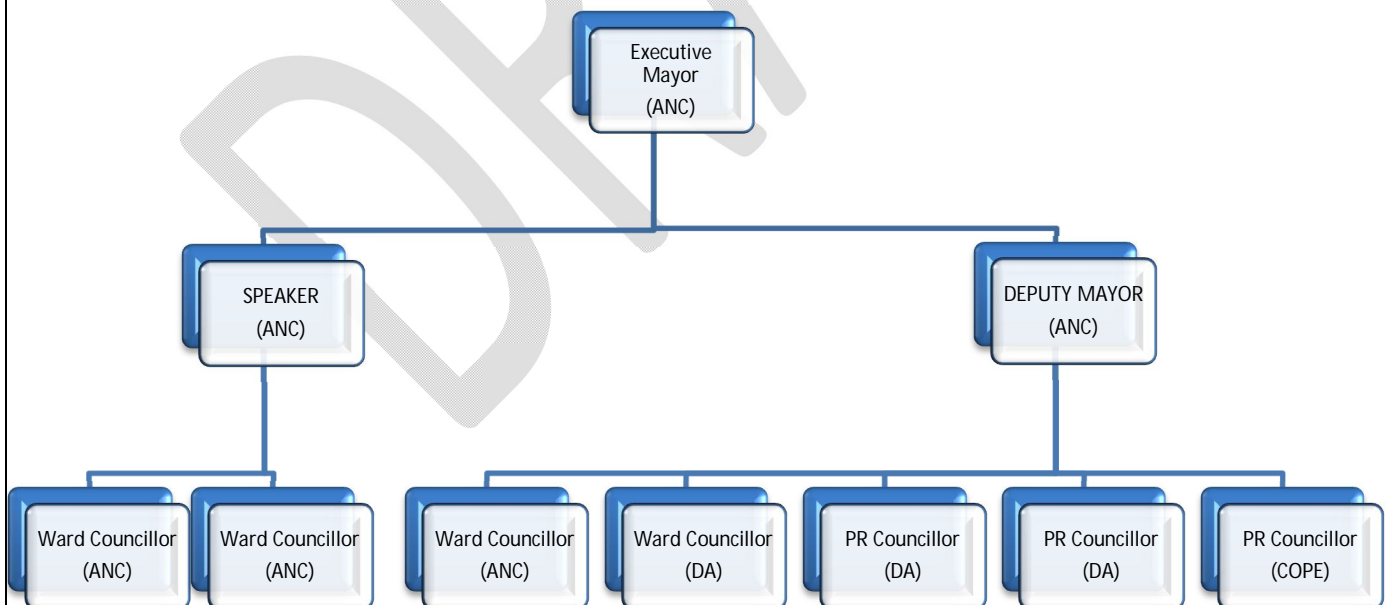 Executive
Mayor
(ANC)
SPEAKER
(ANC)
DEPUTY MAYOR
(ANC)
Ward Councillor
(ANC)
Ward Councillor
(ANC)
Ward Councillor
(ANC)
Ward Councillor
(DA)
PR Councillor
(DA)
PR Councillor
(DA)
PR Councillor
(COPE)